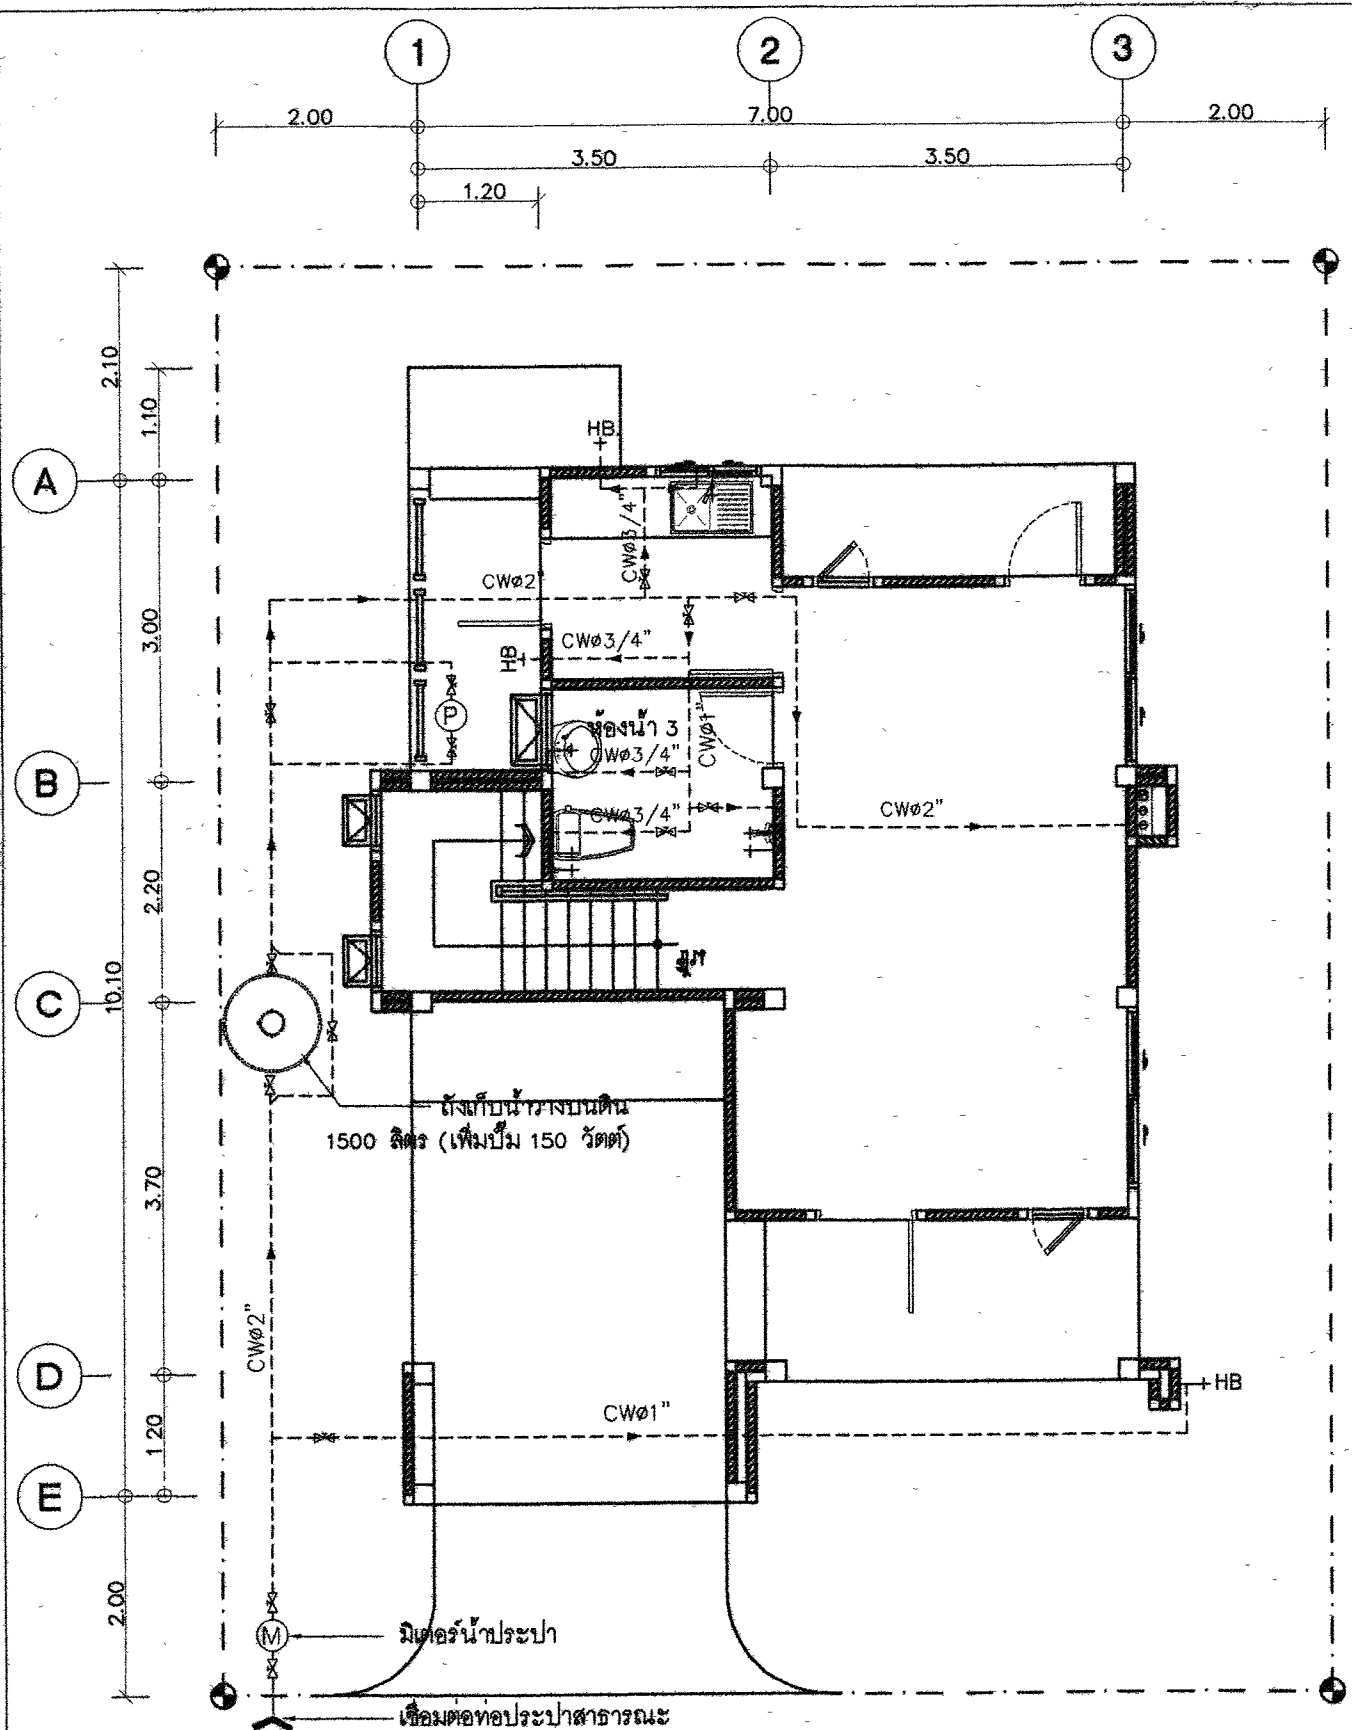 1
2
3
2.00
7.00
2.00
3.50
3.50
1.20
2.10
1.10
HB.
A
CWø3/4"
CWø2"
3.00
CWø3/4"
HB
P
ห้องน้ำ 3
CWø1"
CWø3/4"
B
CWø3/4"
CWø2"
2.20
10.10
C
ถังเก็บน้ำวางบนดิน
1500 ลิตร (เพิ่มปั๊ม 150 วัตต์)
3.70
CWø2"
D
HB
CWø1"
1.20
E
2.00
M
มิเตอร์น้ำประปา
เชื่อมต่อท่อประปาสาธารณะ